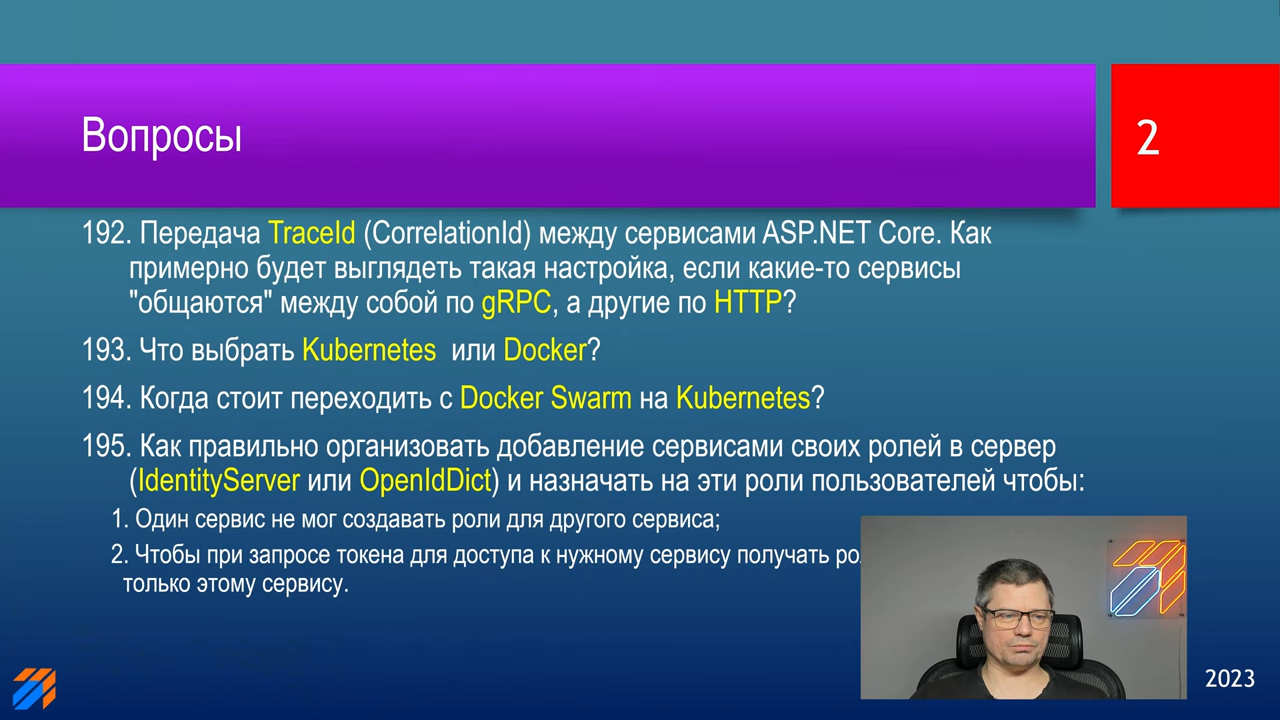 Вопросы
2
192. Передача TraceId (CorrelationId) между сервисами ASP.NET Core. Как
примерно будет выглядеть такая настройка, если какие-то сервисы
"общаются" между собой по gRPC, а другие по HTTP?
193. Что выбрать Kubernetes или Docker?
194. Когда стоит переходить с Docker Swarm на Kubernetes?
195. Как правильно организовать добавление сервисами своих ролей в сервер
(IdentityServer или OpenIdDict) и назначать на эти роли пользователей чтобы:
1. Один сервис не мог создавать роли для другого сервиса;
2. Чтобы при запросе токена для доступа к нужному сервису получать
только этому сервису.
2023